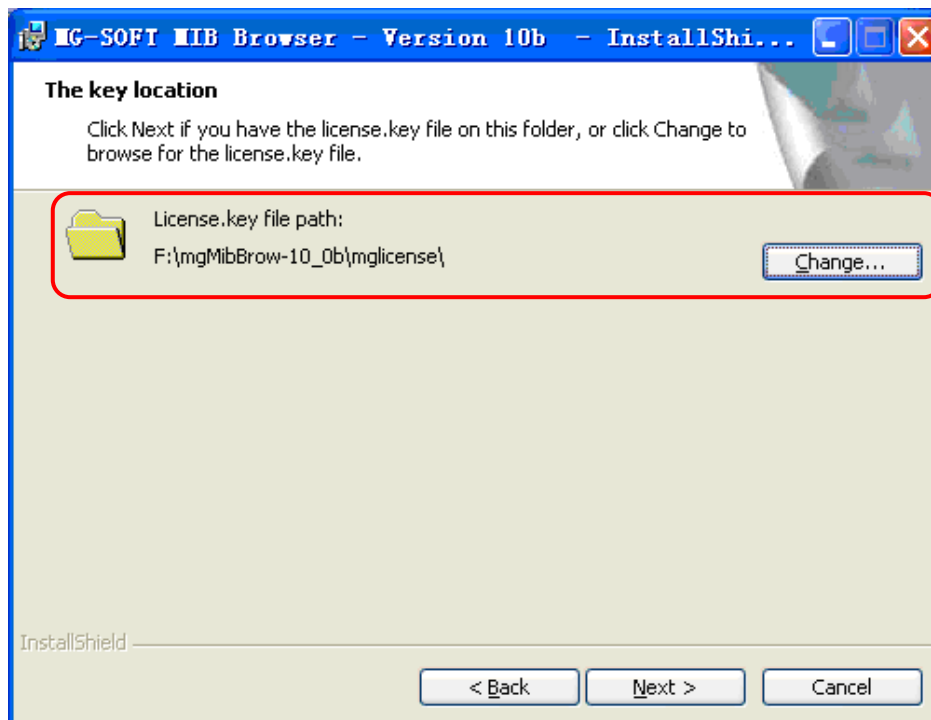 MG-SOFT MIB Browser - Version 10b - InstallShi...
The key location
Click Next if you have the license.key file on this folder, or click Change to
browse for the license.key file.
License.key file path:
F:\mgMibBrow-10_0b\mglicense\
Change...
InstallShield
< Back
Next >
Cancel